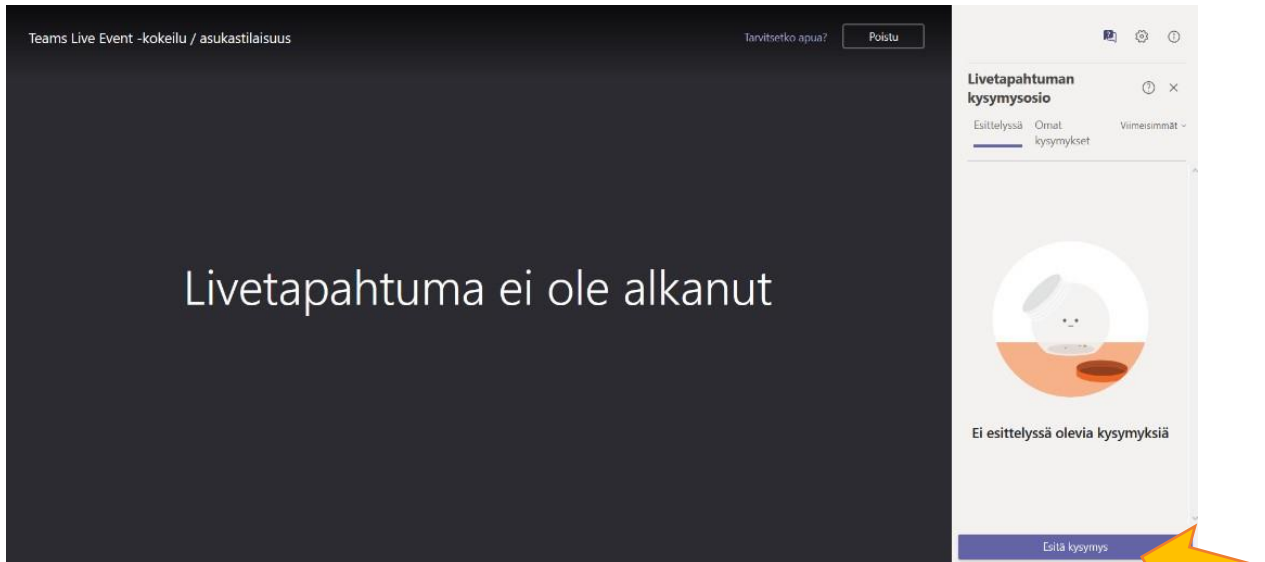 Teams Live Event -kokeilu / asukastilaisuus
Tarvitsetko apua?
Poistu
Livetapahtuma ei ole alkanut
Livetapahtuman
kysymysosio
Esittelyssä
Omat
kysymykset
Viimeisimmät
Ei esittelyssä olevia kysymyksiä
Esitä kysymys